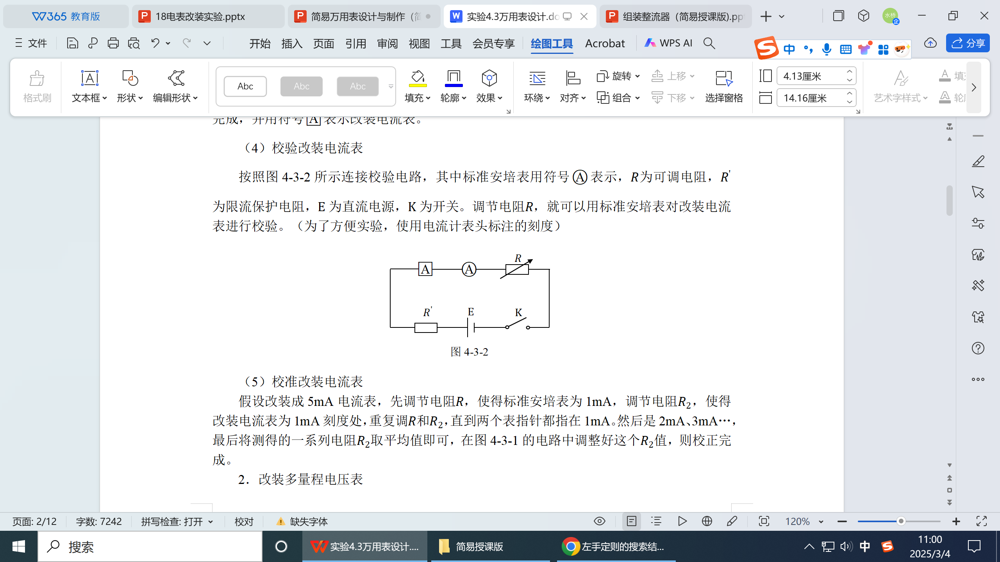 W365 教育版
18电表改装实验.pptx
简易万用表设计与制作（简
实验4.3万用表设计.do
组装整流器（简易授课版).ppt
水桥
企
文件
开始 插入 页面 引用 审阅 视图 工具 会员专享 绘图工具 Acrobat WPS AI
中
分享
格式刷
文本框 形状 编辑形状
Abc Abc Abc
填充 轮廓 效果
环绕 对齐
旋转
组合
上移
下移
选择窗格
4.13厘米
14.16厘米
艺术字样式
填充
轮廓
完成，并用符号 A 表示改装电流表。
（4）校验改装电流表
按照图 4-3-2 所示连接校验电路，其中标准安培表用符号 Ⓐ 表示，R为可调电阻，R'
为限流保护电阻，E 为直流电源，K 为开关。调节电阻R，就可以用标准安培表对改装电流
表进行校验。（为了方便实验，使用电流计表头标注的刻度）
R
A A
R' E K
图 4-3-2
（5）校准改装电流表
假设改装成 5mA 电流表，先调节电阻R，使得标准安培表为 1mA，调节电阻R₂，使得
改装电流表为 1mA 刻度处，重复调R和R₂，直到两个表指针都指在 1mA。然后是 2mA、3mA…，
最后将测得的一系列电阻R₂取平均值即可，在图 4-3-1 的电路中调整好这个R₂值，则校正完
成。
2．改装多量程电压表
页面: 2/12 字数: 7242 拼写检查: 打开 校对 缺失字体 120%
搜索
实验4.3万用表设计....
简易授课版
左手定则的搜索结...
中
11:00
2025/3/4